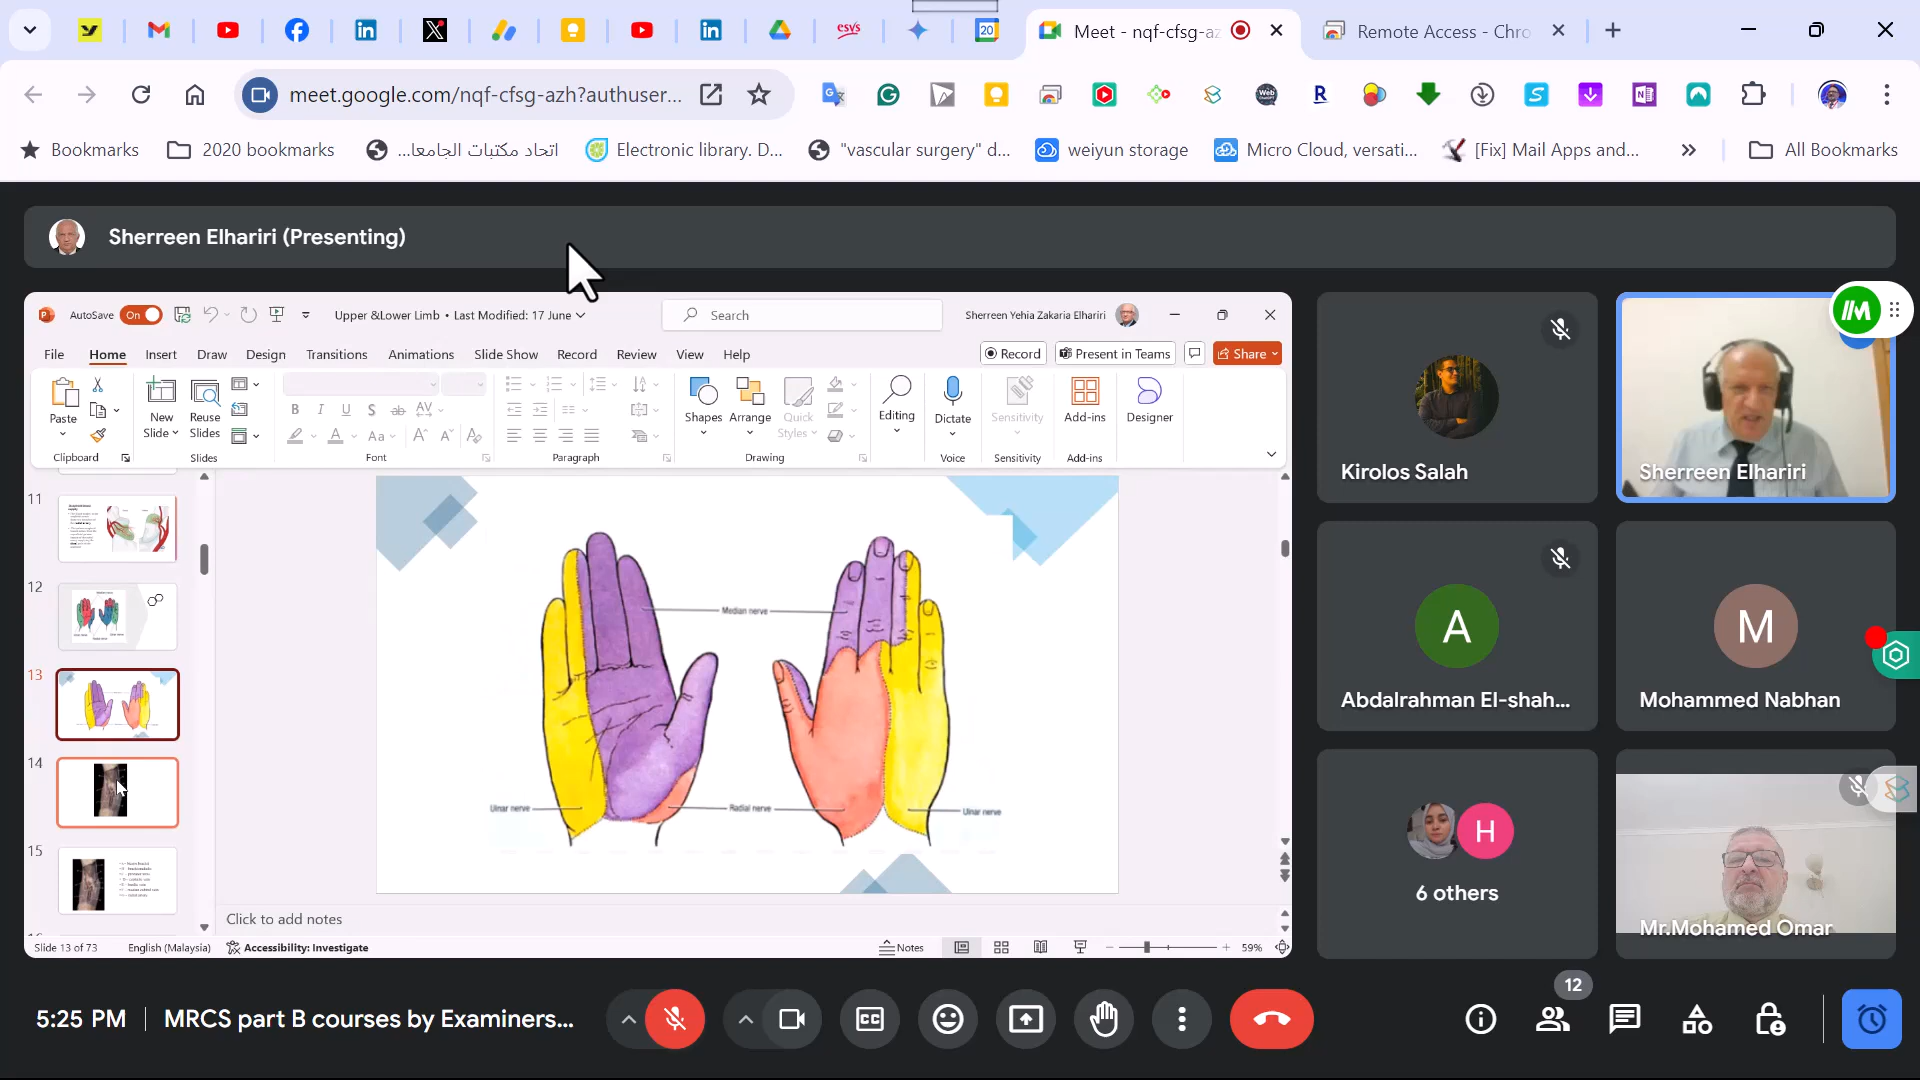 esvs
20
Meet - nqf-cfsg-az
Remote Access - Chro
meet.google.com/nqf-cfsg-azh?authuser...
Bookmarks
2020 bookmarks
اتحاد مكتبات الجامعا...
Electronic library. D...
"vascular surgery" d...
weiyun storage
Micro Cloud, versati...
[Fix] Mail Apps and...
All Bookmarks
Sherreen Elhariri (Presenting)
AutoSave
On
Upper &Lower Limb • Last Modified: 17 June
Search
Sherreen Yehia Zakaria Elhariri
File
Home
Insert
Draw
Design
Transitions
Animations
Slide Show
Record
Review
View
Help
Record
Present in Teams
Share
Paste
New Slide
Reuse Slides
Shapes
Arrange
Quick Styles
Editing
Dictate
Sensitivity
Add-ins
Designer
Clipboard
Slides
Font
Paragraph
Drawing
Voice
Sensitivity
Add-ins
11
12
13
14
15
Median nerve
Ulnar nerve
Radial nerve
Ulnar nerve
Click to add notes
Slide 13 of 73
English (Malaysia)
Accessibility: Investigate
Notes
59%
Kirolos Salah
Sherreen Elhariri
A
Abdalrahman El-shah...
M
Mohammed Nabhan
H
6 others
Mr.Mohamed Omar
5:25 PM
MRCS part B courses by Examiners...
12